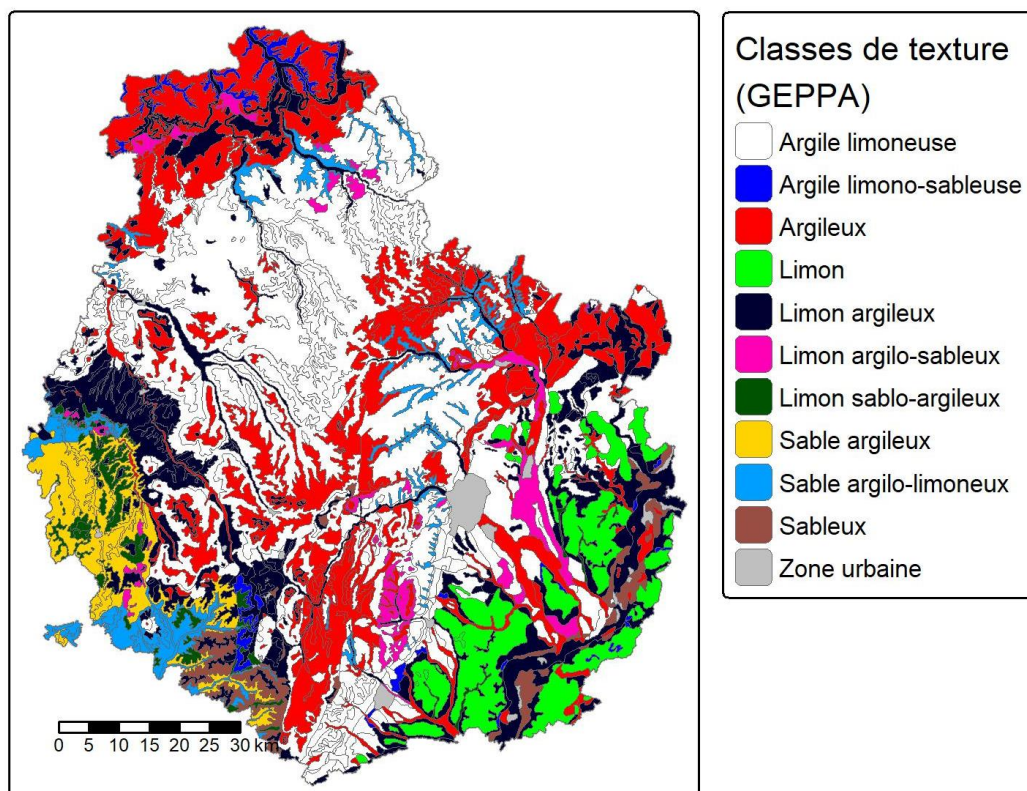 Classes de texture
(GEPPA)
Argile limoneuse
Argile limono-sableuse
Argileux
Limon
Limon argileux
Limon argilo-sableux
Limon sablo-argileux
Sable argileux
Sable argilo-limoneux
Sableux
Zone urbaine
0 5 10 15 20 25 30 km